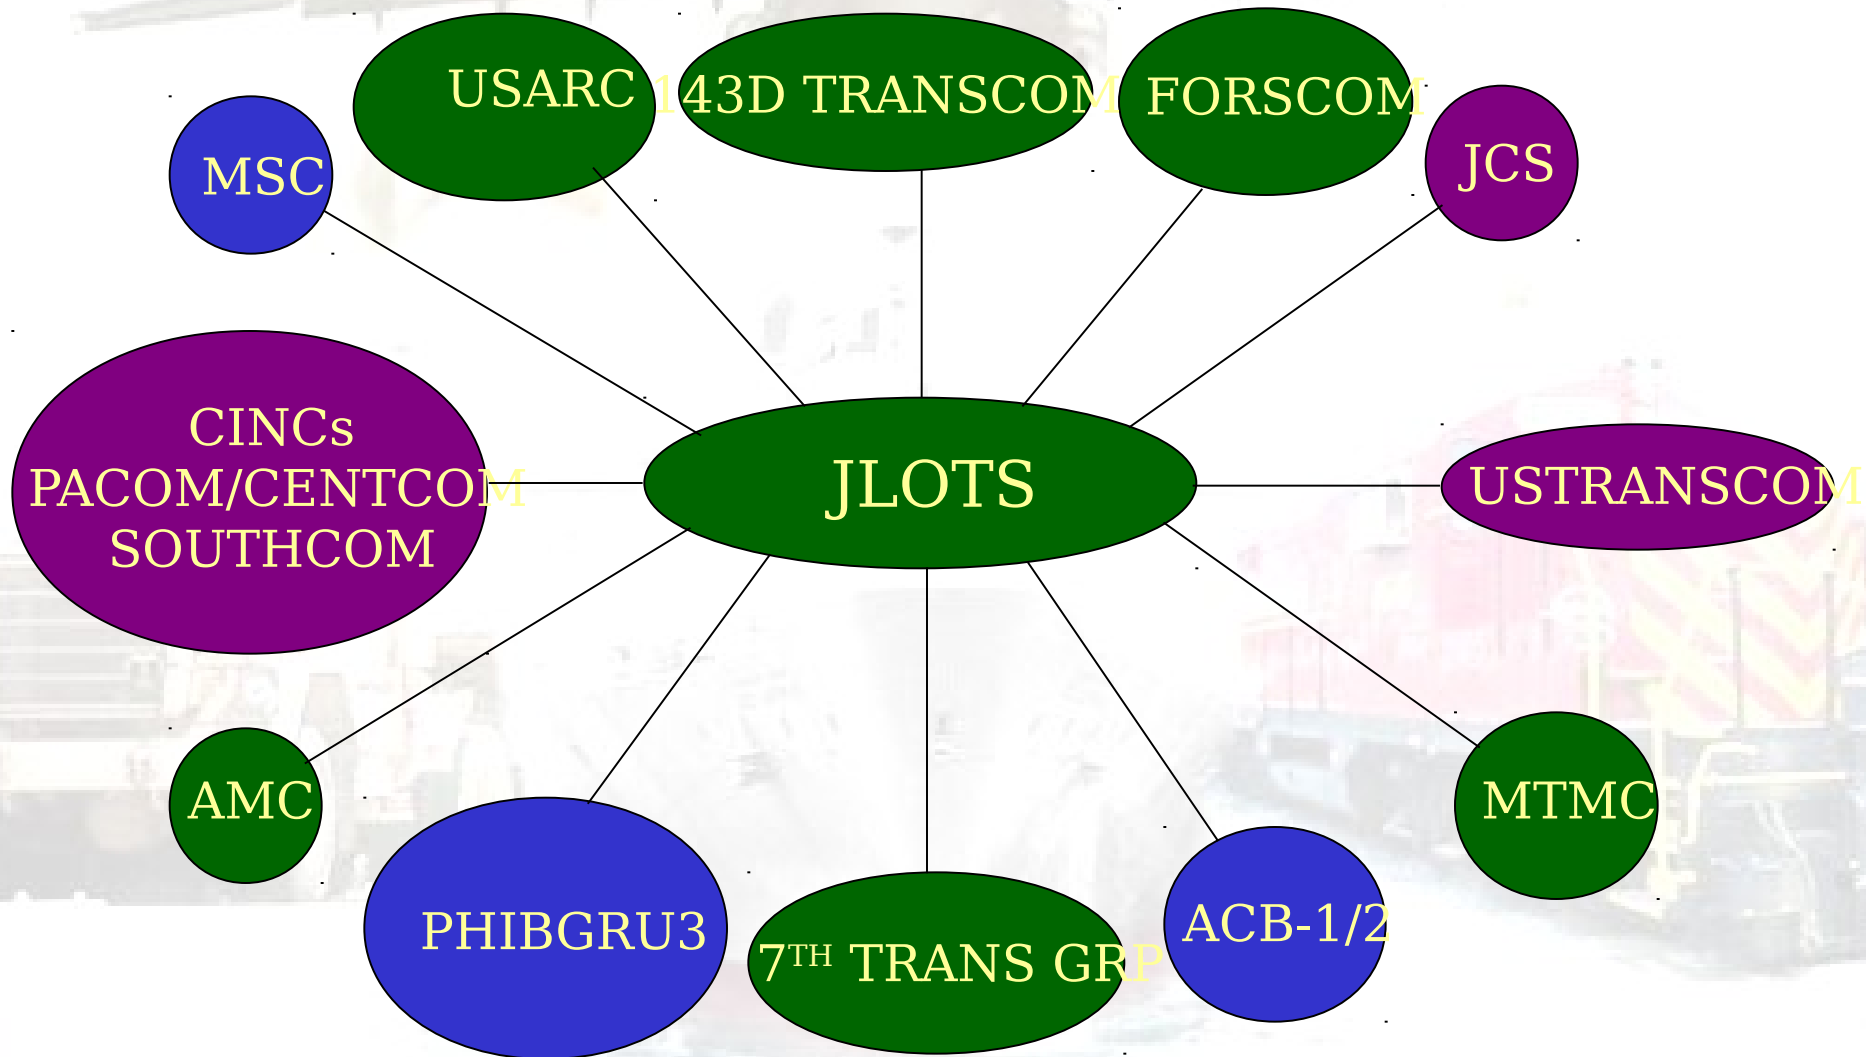 USARC
143D TRANSCOM
FORSCOM
JCS
MSC
CINCs
PACOM/CENTCOM
SOUTHCOM
JLOTS
USTRANSCOM
AMC
MTMC
PHIBGRU3
7TH TRANS GRP
ACB-1/2